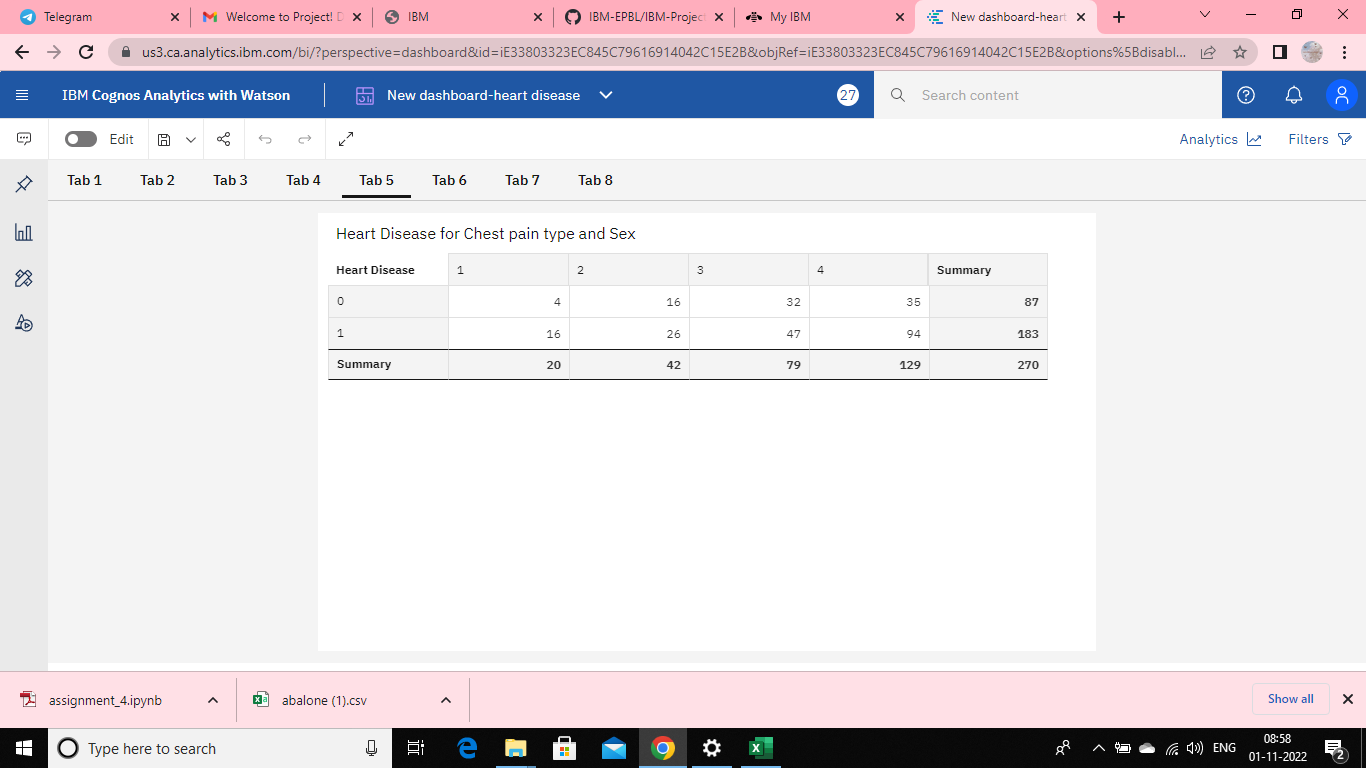 Telegram
Welcome to Project! D
IBM
IBM-EPBL/IBM-Project
My IBM
New dashboard-heart
us3.ca.analytics.ibm.com/bi/?perspective=dashboard&id=iE33803323EC845C79616914042C15E2B&objRef=iE33803323EC845C79616914042C15E2B&options%5Bdisabl...
IBM Cognos Analytics with Watson
New dashboard-heart disease
27
Search content
Edit
Analytics
Filters
Tab 1 Tab 2 Tab 3 Tab 4 Tab 5 Tab 6 Tab 7 Tab 8
Heart Disease for Chest pain type and Sex
Heart Disease 1 2 3 4 Summary
0 4 16 32 35 87
1 16 26 47 94 183
Summary 20 42 79 129 270
assignment_4.ipynb
abalone (1).csv
Show all
Type here to search
ENG
08:58
01-11-2022
2